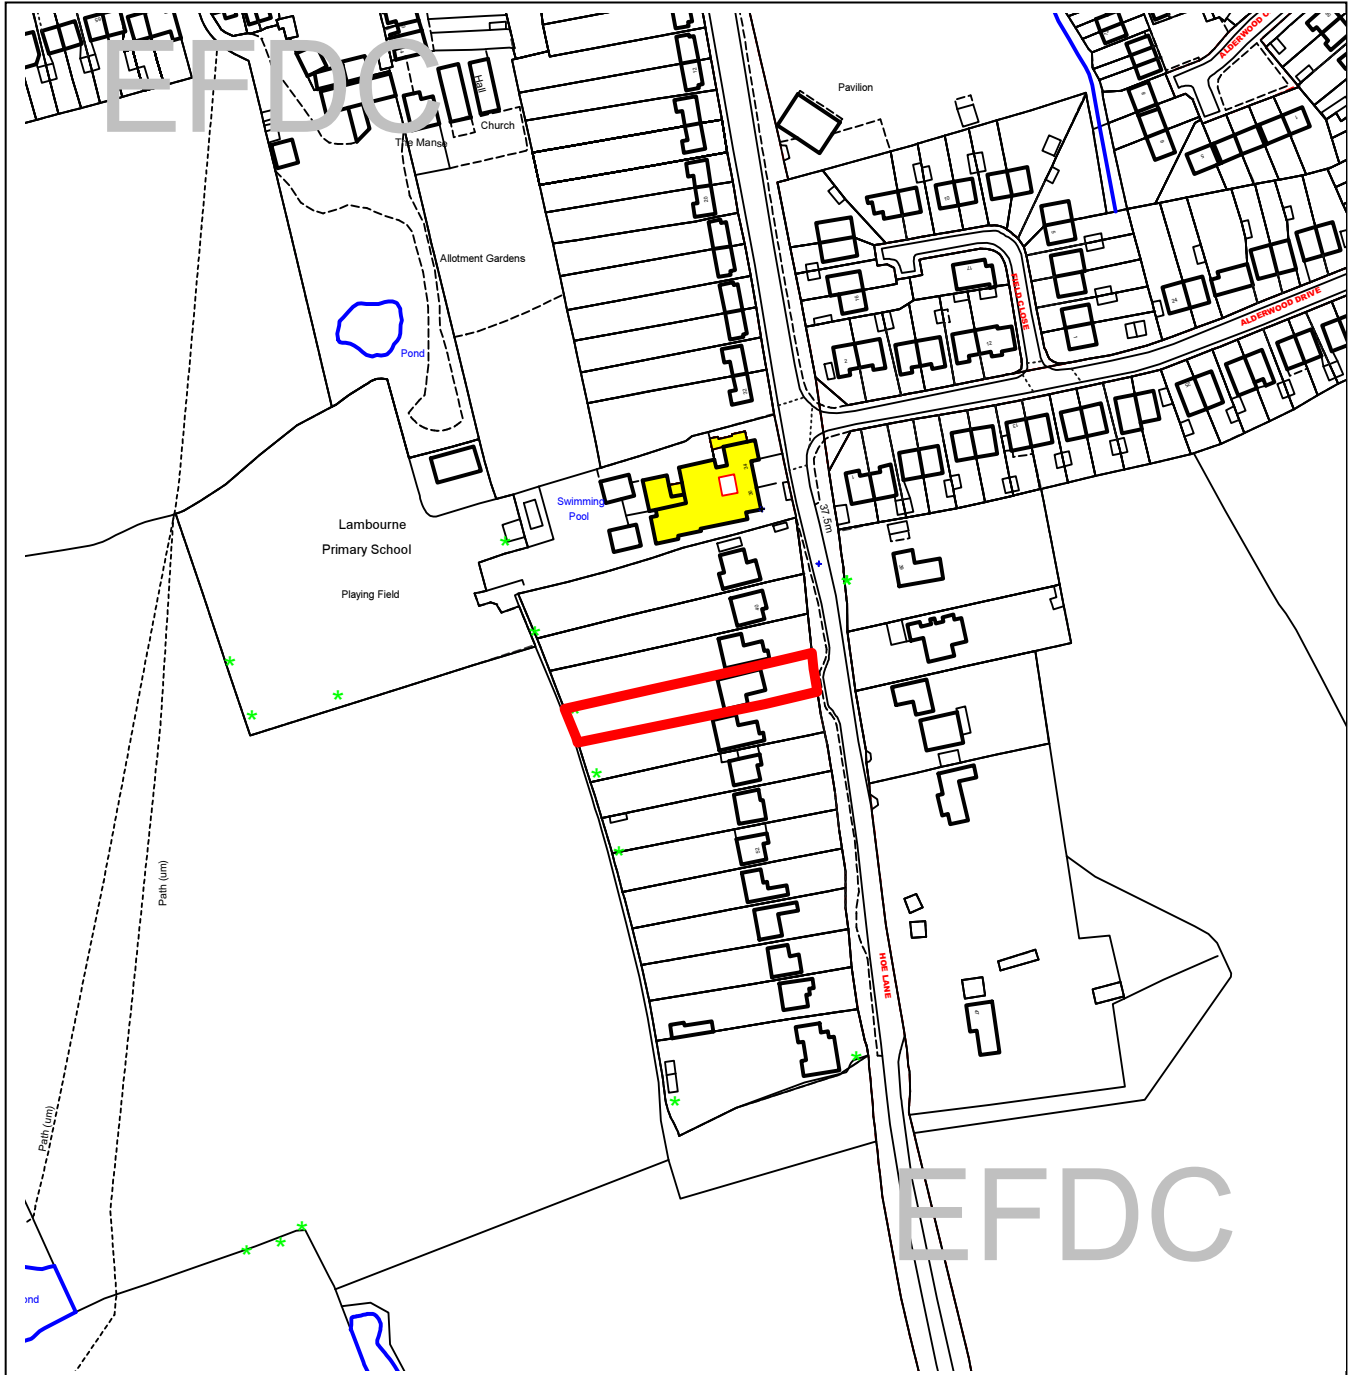 EFDC
Hall
Church
The Manse
Pavilion
ALDERWOOD
Allotment Gardens
FIELD CLOSE
ALDERWOOD DRIVE
Pond
Swimming
Pool
37.5m
Lambourne
Primary School
Playing Field
Path (um)
HOE LANE
Path (um)
EFDC